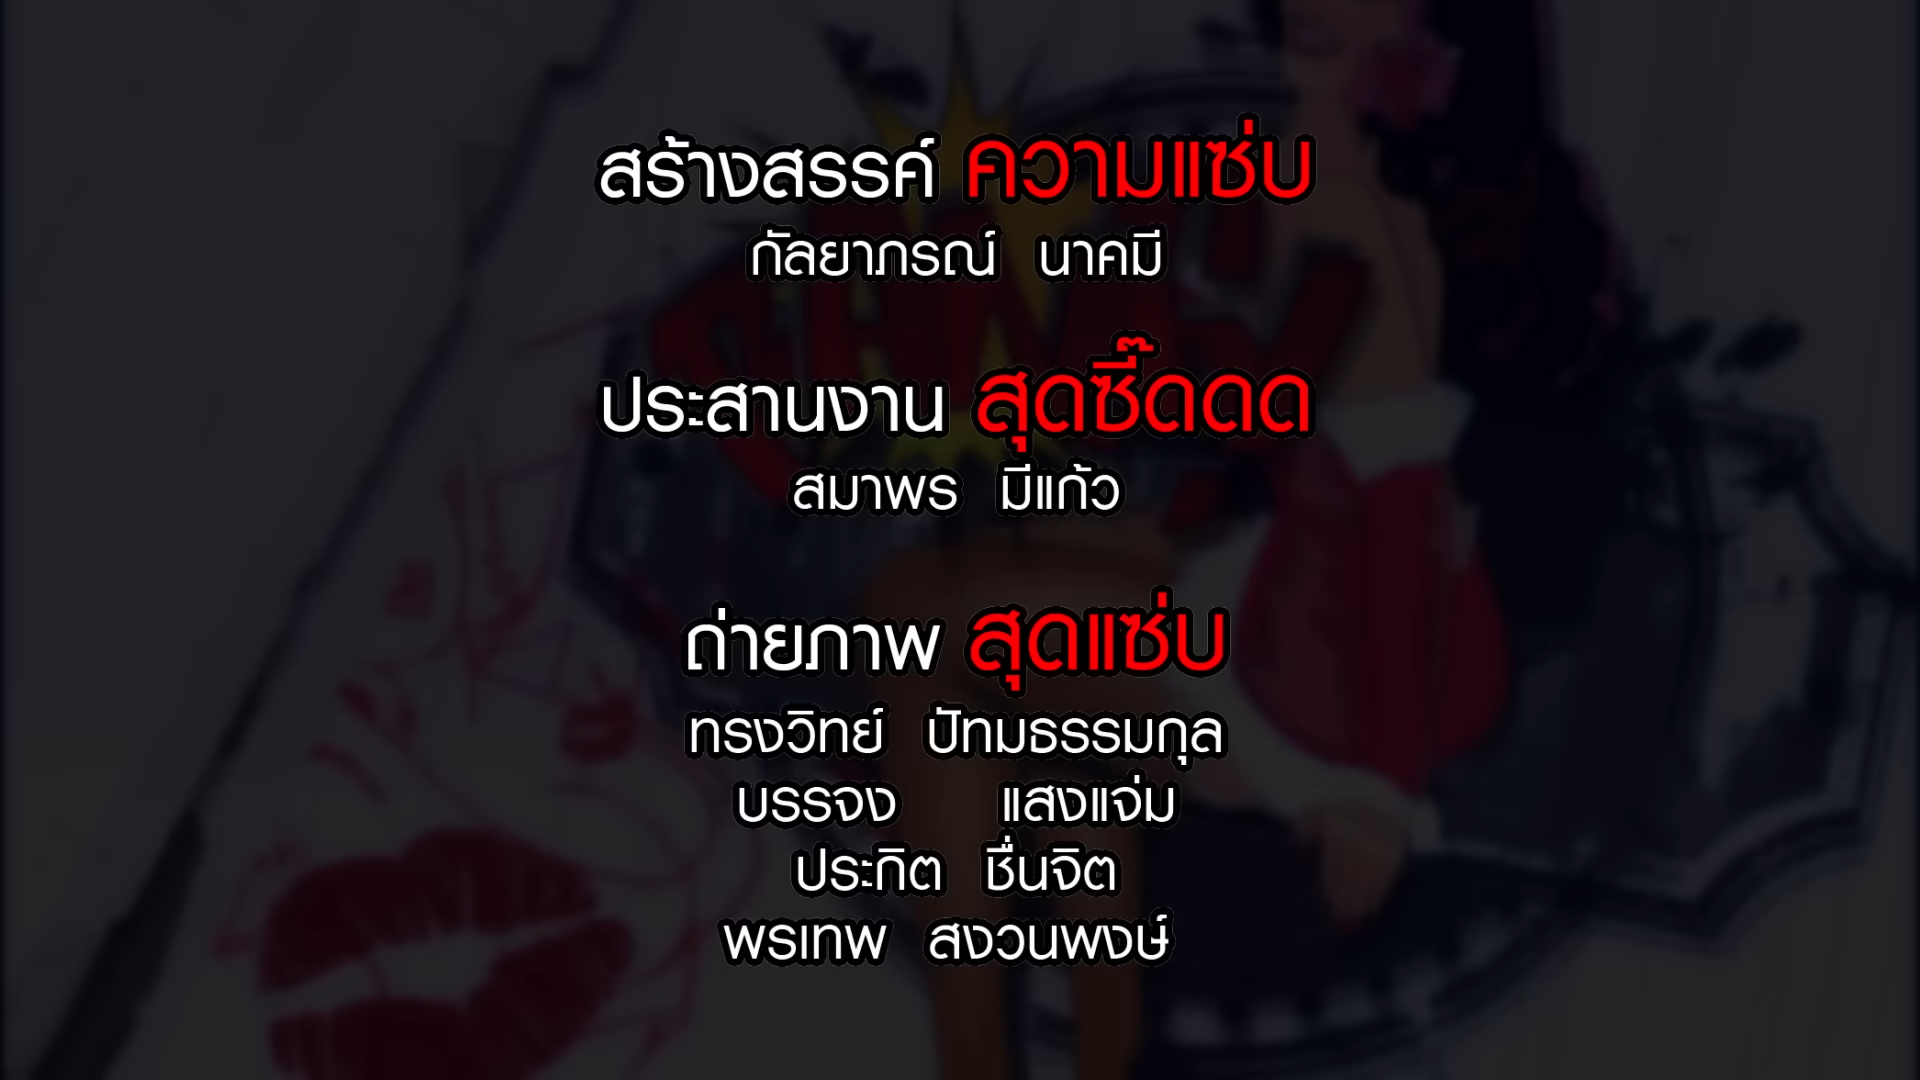 สร้างสรรค์ ความแซ่บ
กัลยาภรณ์ นาคมี
ประสานงาน สุดซี๊ดดด
สมาพร มีแก้ว
ถ่ายภาพ สุดแซ่บ
ทรงวิทย์ ปัทมธรรมกุล
บรรจง แสงแจ่ม
ประกิต ชื่นจิต
พรเทพ สงวนพงษ์